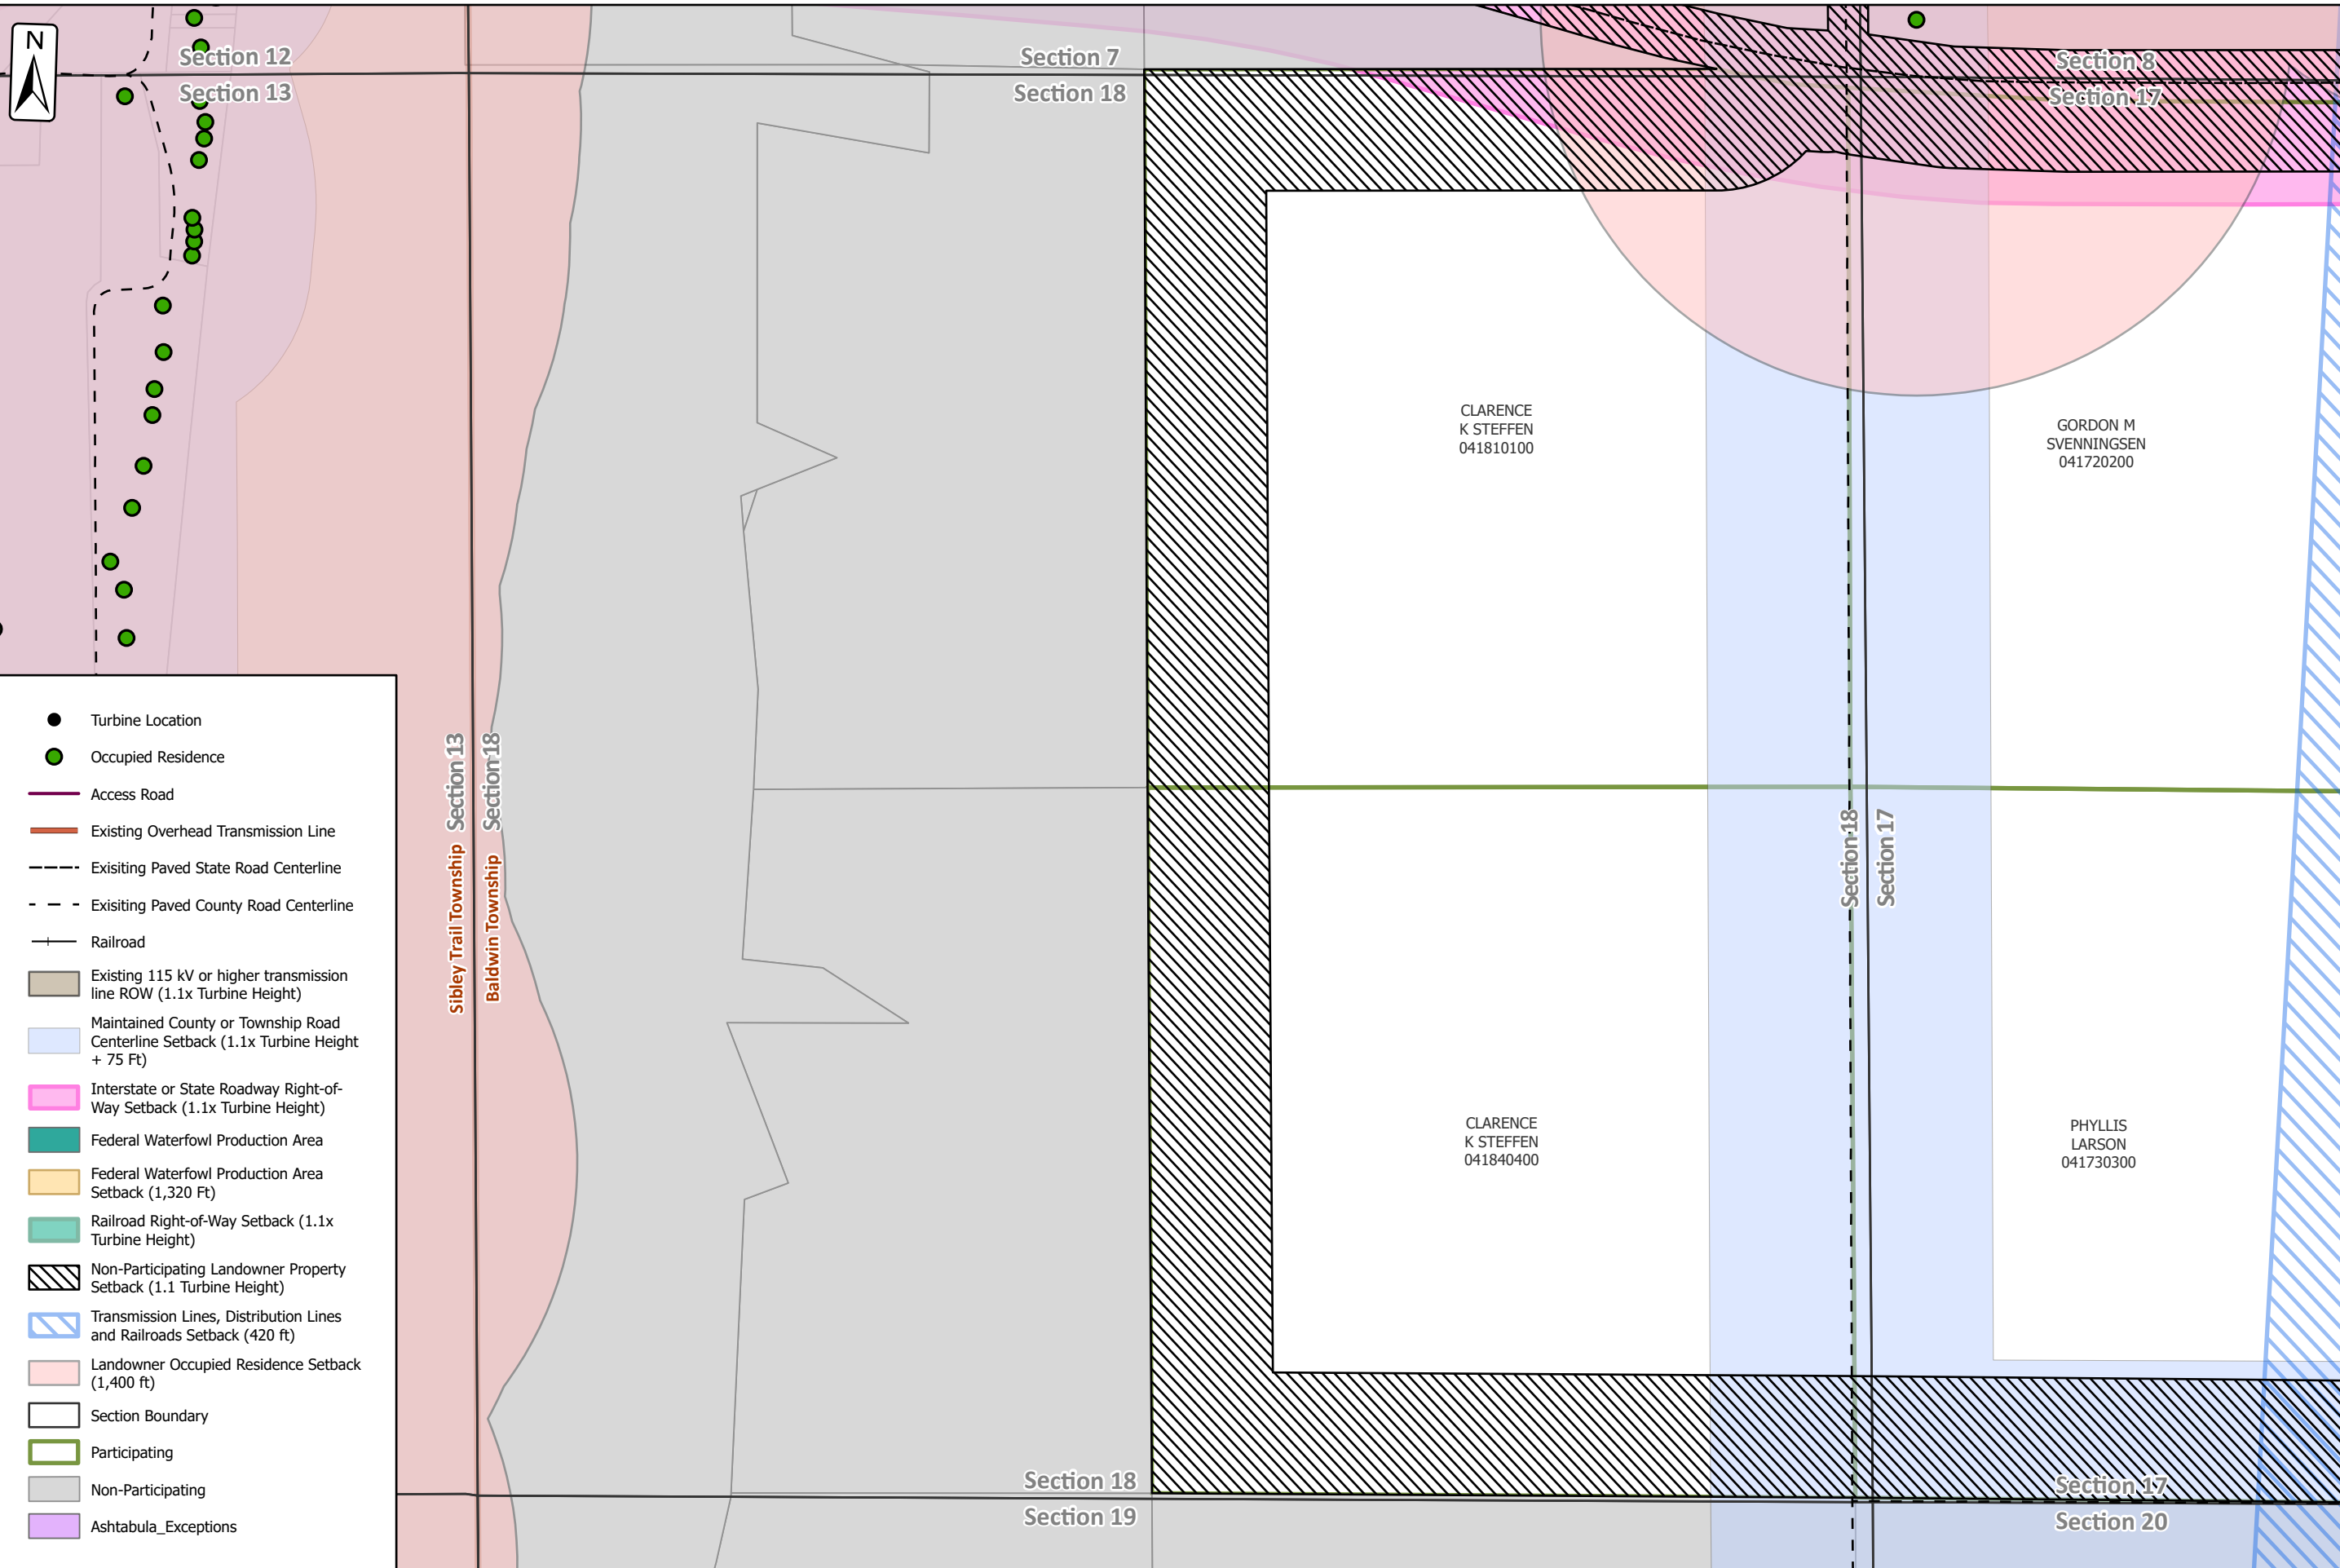 N
Section 12
Section 13
Section 7
Section 18
Section 8
Section 17
CLARENCE
K STEFFEN
041810100
GORDON M
SVENNINGSEN
041720200
Section 13
Section 18
Sibley Trail Township
Baldwin Township
Section 18
Section 17
CLARENCE
K STEFFEN
041840400
PHYLLIS
LARSON
041730300
Section 18
Section 19
Section 17
Section 20
Turbine Location
Occupied Residence
Access Road
Existing Overhead Transmission Line
Exisiting Paved State Road Centerline
Exisiting Paved County Road Centerline
Railroad
Existing 115 kV or higher transmission
line ROW (1.1x Turbine Height)
Maintained County or Township Road
Centerline Setback (1.1x Turbine Height
+ 75 Ft)
Interstate or State Roadway Right-of-
Way Setback (1.1x Turbine Height)
Federal Waterfowl Production Area
Federal Waterfowl Production Area
Setback (1,320 Ft)
Railroad Right-of-Way Setback (1.1x
Turbine Height)
Non-Participating Landowner Property
Setback (1.1 Turbine Height)
Transmission Lines, Distribution Lines
and Railroads Setback (420 ft)
Landowner Occupied Residence Setback
(1,400 ft)
Section Boundary
Participating
Non-Participating
Ashtabula_Exceptions